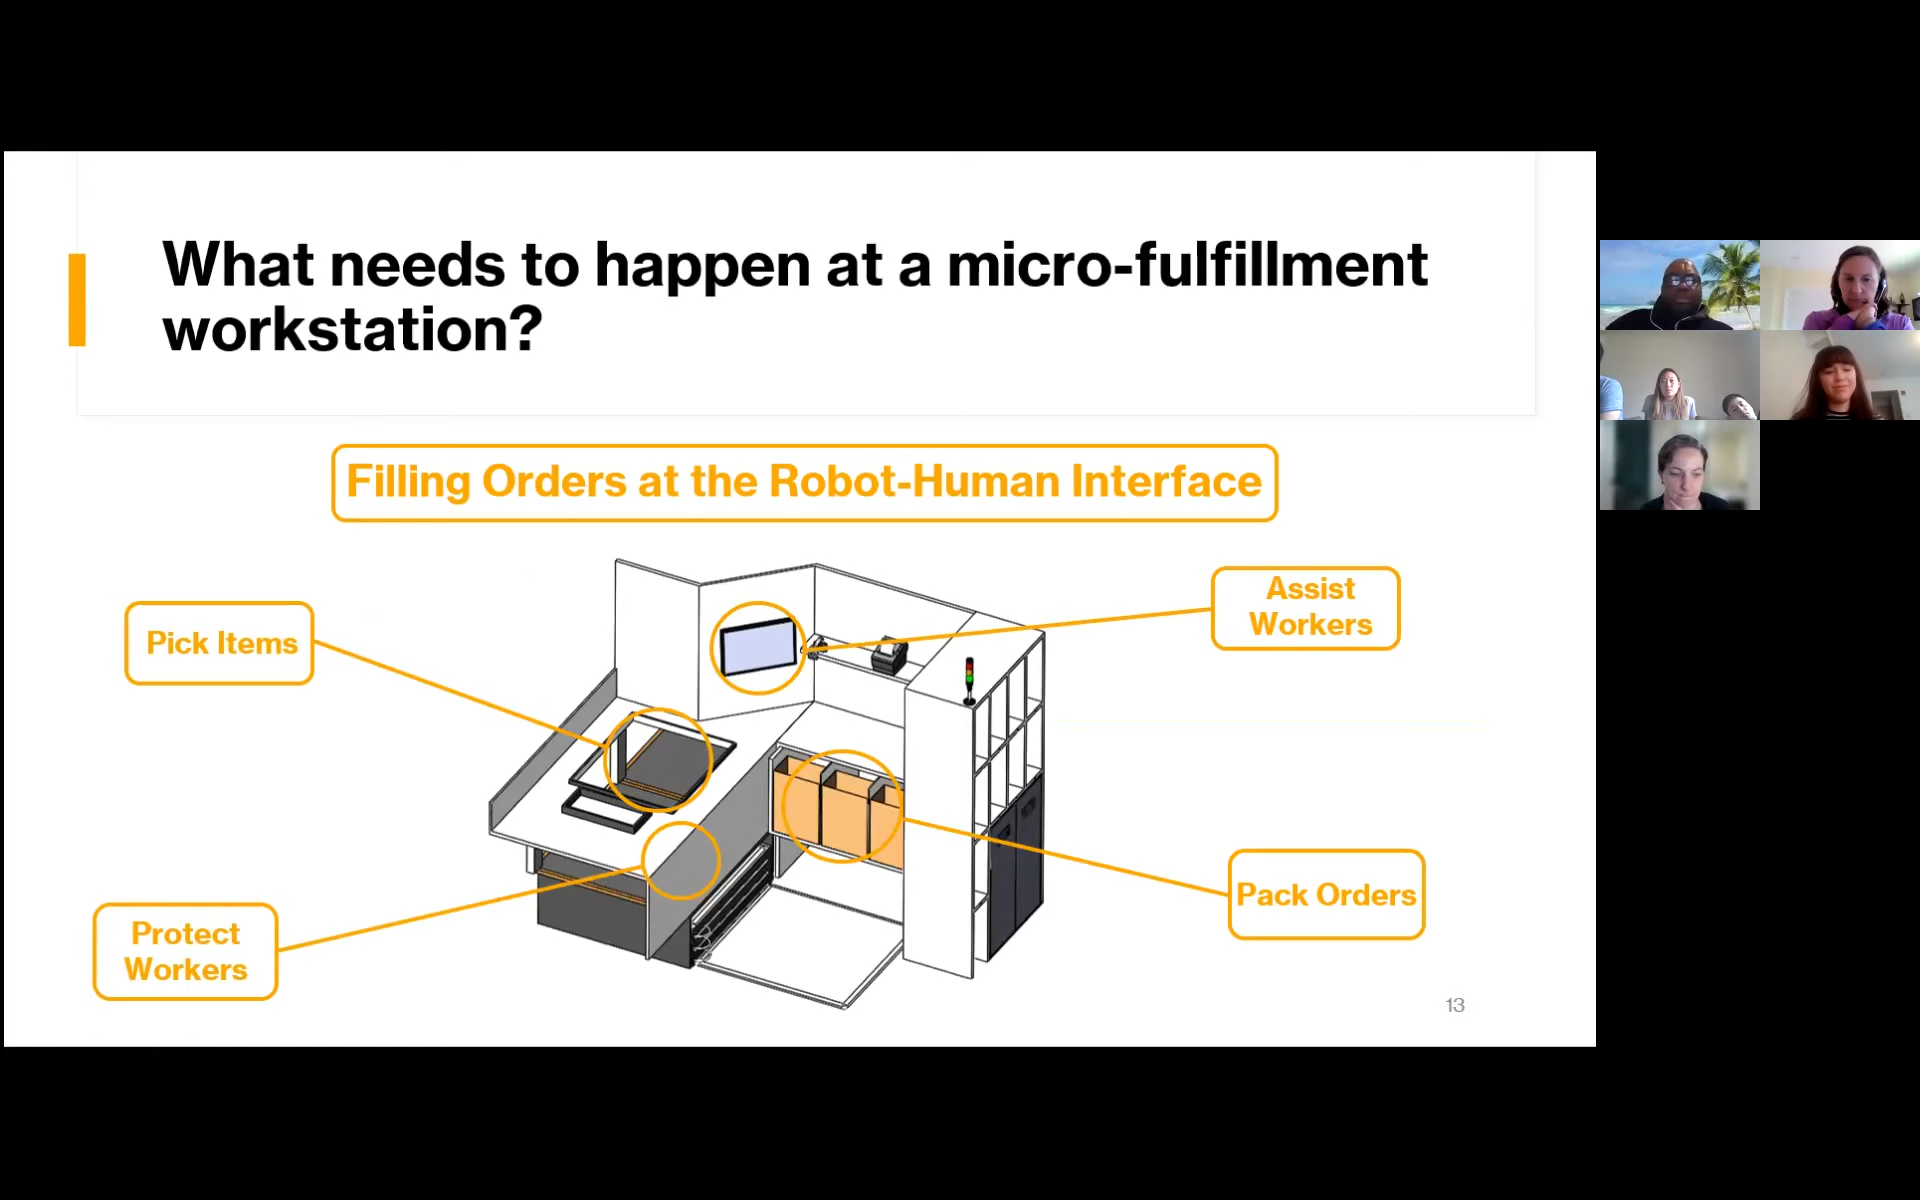 What needs to happen at a micro-fulfillment
workstation?
Filling Orders at the Robot-Human Interface
Assist
Workers
Pick Items
Pack Orders
Protect
Workers
13